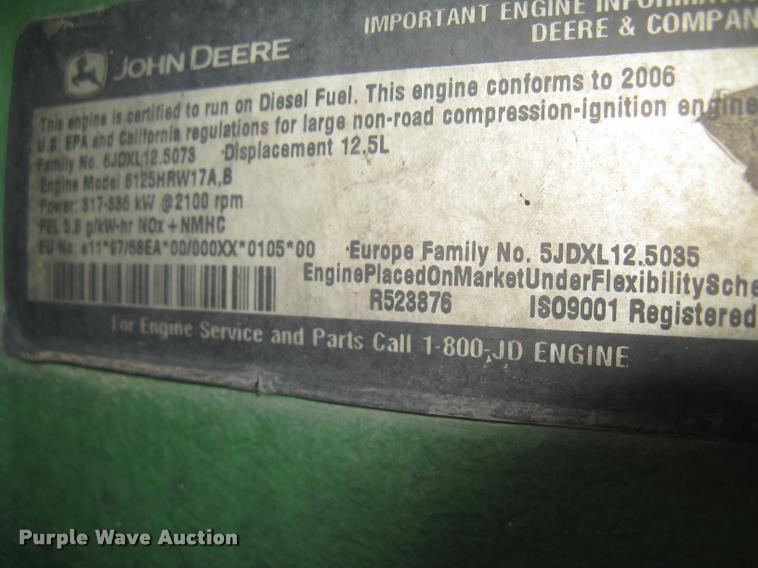 IMPORTANT ENGINE INFORMATION
JOHN DEERE
DEERE & COMPAN
This engine is certified to run on Diesel Fuel. This engine conforms to 2006
U.S. EPA and California regulations for large non-road compression-ignition engine
Family No. 6JDXL12.5073 ·Displacement 12.5L
Engine Model 6125HRW17A,B
Power: 317-336 kW @ 2100 rpm
FEL 5.8 g/kW-hr NOx + NMHC
EU No: e11*97/68EA*00/000XX*0105*00 ·Europe Family No. 5JDXL12.5035
EnginePlacedOnMarketUnderFlexibilitySche
R523876 ISO9001 Registered
For Engine Service and Parts Call 1-800-JD ENGINE
Purple Wave Auction